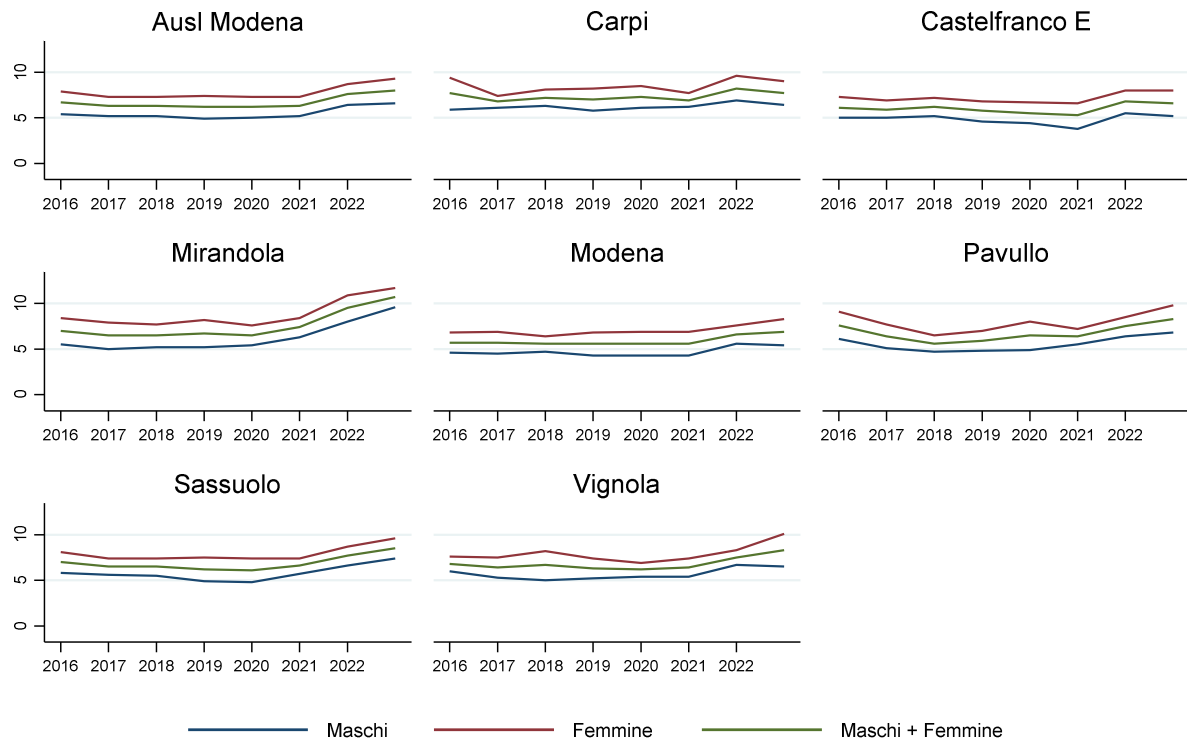 Ausl Modena Carpi Castelfranco E
10
5
0
2016 2017 2018 2019 2020 2021 2022 2016 2017 2018 2019 2020 2021 2022 2016 2017 2018 2019 2020 2021 2022
Mirandola Modena Pavullo
10
5
0
2016 2017 2018 2019 2020 2021 2022 2016 2017 2018 2019 2020 2021 2022 2016 2017 2018 2019 2020 2021 2022
Sassuolo Vignola
10
5
0
2016 2017 2018 2019 2020 2021 2022 2016 2017 2018 2019 2020 2021 2022
Maschi Femmine Maschi + Femmine